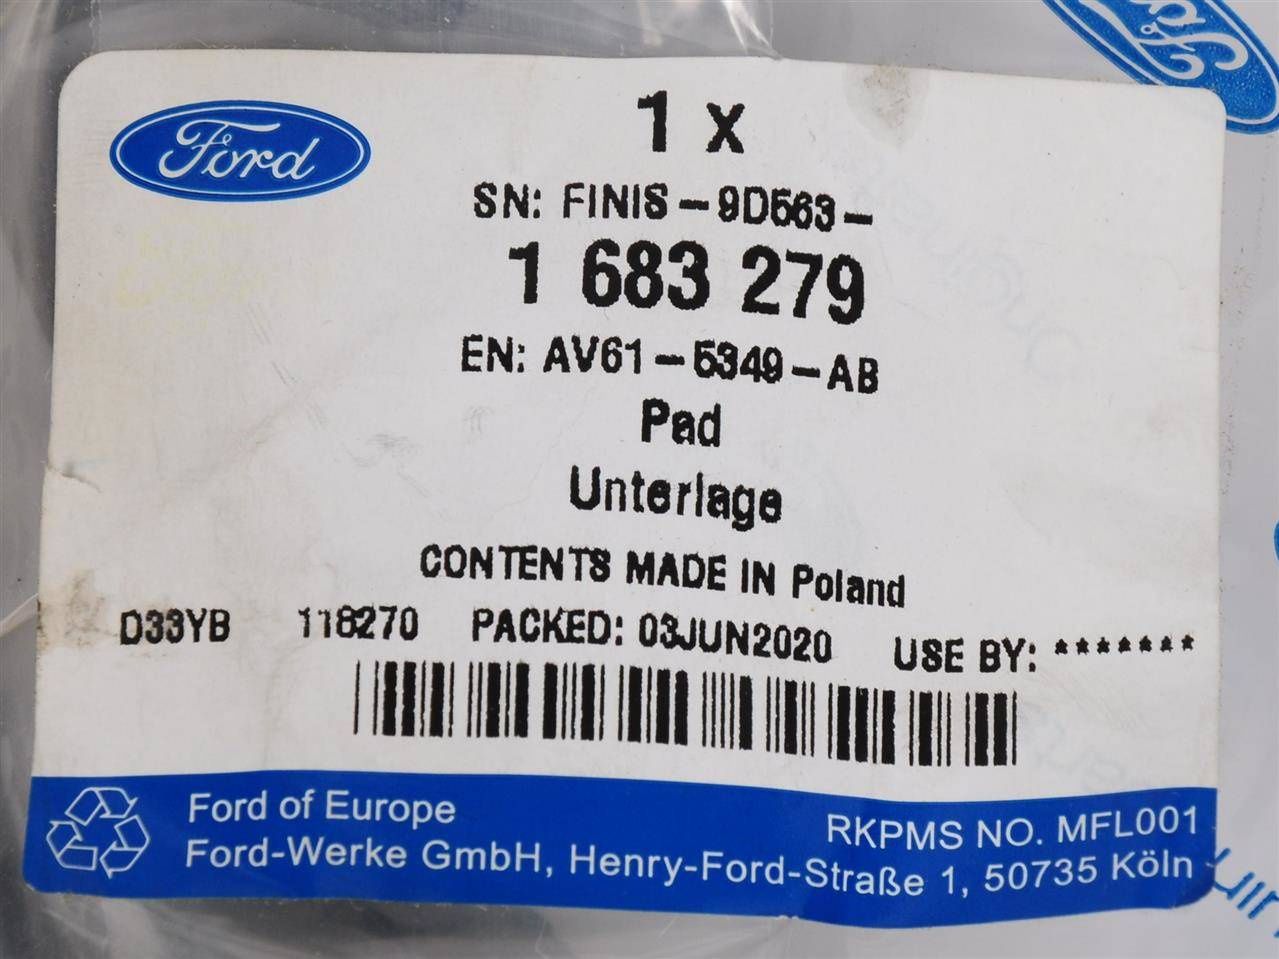 Ford
1 x
SN: FINIS-9D563-
1 683 279
EN: AV61-5349-AB
Pad
Unterlage
CONTENTS MADE IN Poland
D33YB 118270 PACKED: 03JUN2020 USE BY: *******
Ford of Europe
RKPMS NO. MFL001
Ford-Werke GmbH, Henry-Ford-Straße 1, 50735 Köln